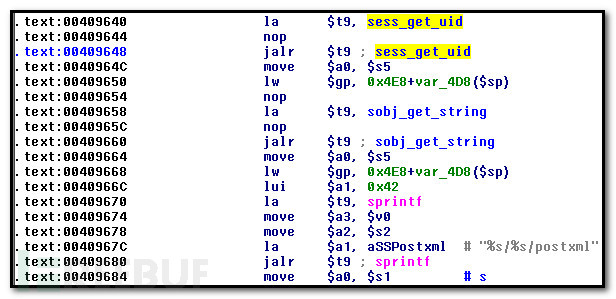 .text:00409640 la $t9, sess_get_uid
.text:00409644 nop
.text:00409648 jalr $t9 ; sess_get_uid
.text:0040964C move $a0, $s5
.text:00409650 lw $gp, 0x4E8+var_4D8($sp)
.text:00409654 nop
.text:00409658 la $t9, sobj_get_string
.text:0040965C nop
.text:00409660 jalr $t9 ; sobj_get_string
.text:00409664 move $a0, $s5
.text:00409668 lw $gp, 0x4E8+var_4D8($sp)
.text:0040966C lui $a1, 0x42
.text:00409670 la $t9, sprintf
.text:00409674 move $a3, $v0
.text:00409678 move $a2, $s2
.text:0040967C la $a1, aSSPostxml # "%s/%s/postxml"
.text:00409680 jalr $t9 ; sprintf
.text:00409684 move $a0, $s1 # s